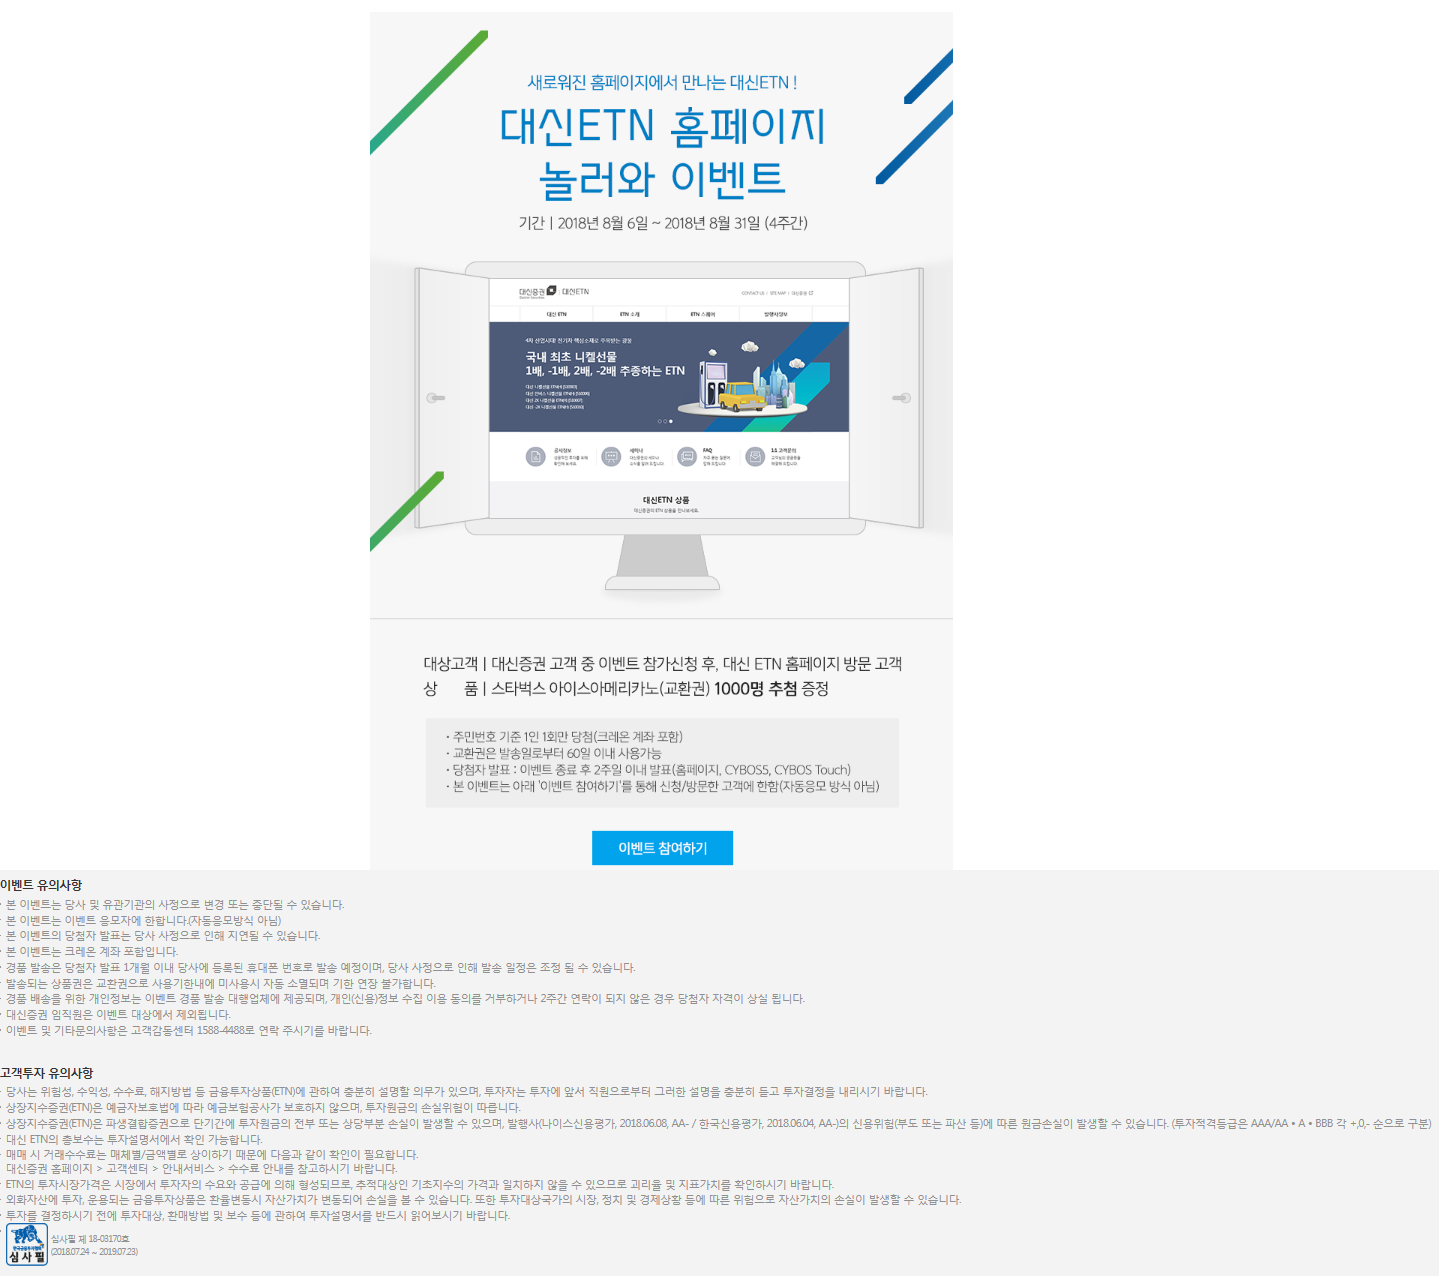 새로워진 홈페이지에서 만나는 대신ETN !
대신ETN 홈페이지
놀러와 이벤트
기간 | 2018년 8월 6일 ~ 2018년 8월 31일 (4주간)
대신증권 | 대신ETN
CONTACT US | SITE MAP | 대신증권
대신 ETN ETN 소개 ETN 스퀘어 발행사정보
4차 산업시대! 전기차 핵심소재로 주목받는 광물
국내 최초 니켈선물
1배, -1배, 2배, -2배 추종하는 ETN
공시정보 세미나 FAQ 1:1 고객문의
대신ETN 상품
대신증권의 ETN 상품을 만나보세요.
대상고객 | 대신증권 고객 중 이벤트 참가신청 후, 대신 ETN 홈페이지 방문 고객
상 품 | 스타벅스 아이스아메리카노(교환권) 1000명 추첨 증정
· 주민번호 기준 1인 1회만 당첨(크레온 계좌 포함)
· 교환권은 발송일로부터 60일 이내 사용가능
· 당첨자 발표 : 이벤트 종료 후 2주일 이내 발표(홈페이지, CYBOS5, CYBOS Touch)
· 본 이벤트는 아래 '이벤트 참여하기'를 통해 신청/방문한 고객에 한함(자동응모 방식 아님)
이벤트 참여하기
이벤트 유의사항
· 본 이벤트는 당사 및 유관기관의 사정으로 변경 또는 중단될 수 있습니다.
· 본 이벤트는 이벤트 응모자에 한합니다.(자동응모방식 아님)
· 본 이벤트의 당첨자 발표는 당사 사정으로 인해 지연될 수 있습니다.
· 본 이벤트는 크레온 계좌 포함입니다.
· 경품 발송은 당첨자 발표 1개월 이내 당사에 등록된 휴대폰 번호로 발송 예정이며, 당사 사정으로 인해 발송 일정은 조정 될 수 있습니다.
· 발송되는 상품권은 교환권으로 사용기한내에 미사용시 자동 소멸되며 기한 연장 불가합니다.
· 경품 배송을 위한 개인정보는 이벤트 경품 발송 대행업체에 제공되며, 개인(신용)정보 수집 이용 동의를 거부하거나 2주간 연락이 되지 않은 경우 당첨자 자격이 상실 됩니다.
· 대신증권 임직원은 이벤트 대상에서 제외됩니다.
· 이벤트 및 기타문의사항은 고객감동센터 1588-4488로 연락 주시기를 바랍니다.
고객투자 유의사항
· 당사는 위험성, 수익성, 수수료, 해지방법 등 금융투자상품(ETN)에 관하여 충분히 설명할 의무가 있으며, 투자자는 투자에 앞서 직원으로부터 그러한 설명을 충분히 듣고 투자결정을 내리시기 바랍니다.
· 상장지수증권(ETN)은 예금자보호법에 따라 예금보험공사가 보호하지 않으며, 투자원금의 손실위험이 따릅니다.
· 상장지수증권(ETN)은 파생결합증권으로 단기간에 투자원금의 전부 또는 상당부분 손실이 발생할 수 있으며, 발행사(나이스신용평가, 2018.06.08, AA- / 한국신용평가, 2018.06.04, AA-)의 신용위험(부도 또는 파산 등)에 따른 원금손실이 발생할 수 있습니다. (투자적격등급은 AAA/AA • A • BBB 각 +,0,- 순으로 구분)
· 대신 ETN의 총보수는 투자설명서에서 확인 가능합니다.
· 매매 시 거래수수료는 매체별/금액별로 상이하기 때문에 다음과 같이 확인이 필요합니다.
대신증권 홈페이지 > 고객센터 > 안내서비스 > 수수료 안내를 참고하시기 바랍니다.
· ETN의 투자시장가격은 시장에서 투자자의 수요와 공급에 의해 형성되므로, 추적대상인 기초지수의 가격과 일치하지 않을 수 있으므로 괴리율 및 지표가치를 확인하시기 바랍니다.
· 외화자산에 투자, 운용되는 금융투자상품은 환율변동시 자산가치가 변동되어 손실을 볼 수 있습니다. 또한 투자대상국가의 시장, 정치 및 경제상황 등에 따른 위험으로 자산가치의 손실이 발생할 수 있습니다.
· 투자를 결정하시기 전에 투자대상, 환매방법 및 보수 등에 관하여 투자설명서를 반드시 읽어보시기 바랍니다.
심사필
심사필 제 18-03170호
(2018.07.24 ~ 2019.07.23)